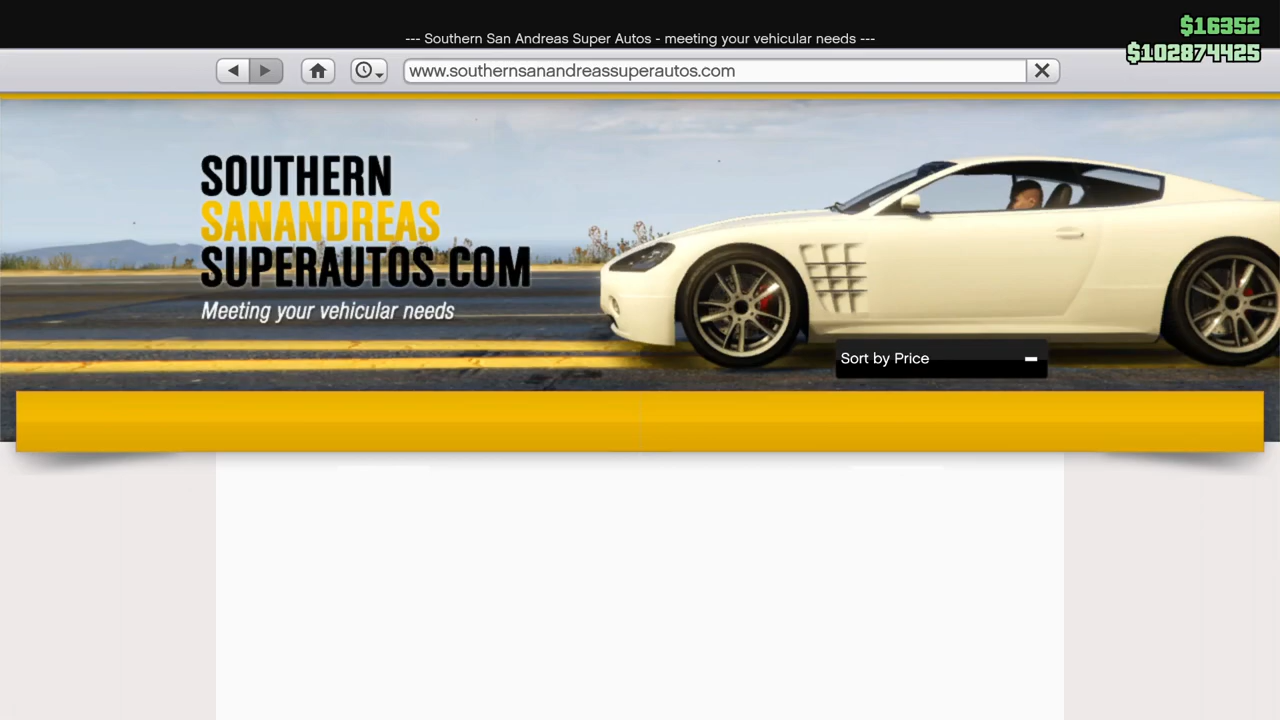 $16352
--- Southern San Andreas Super Autos - meeting your vehicular needs ---
$102874425
www.southernsanandreassuperautos.com
SOUTHERN
SANANDREAS
SUPERAUTOS.COM
Meeting your vehicular needs
Sort by Price